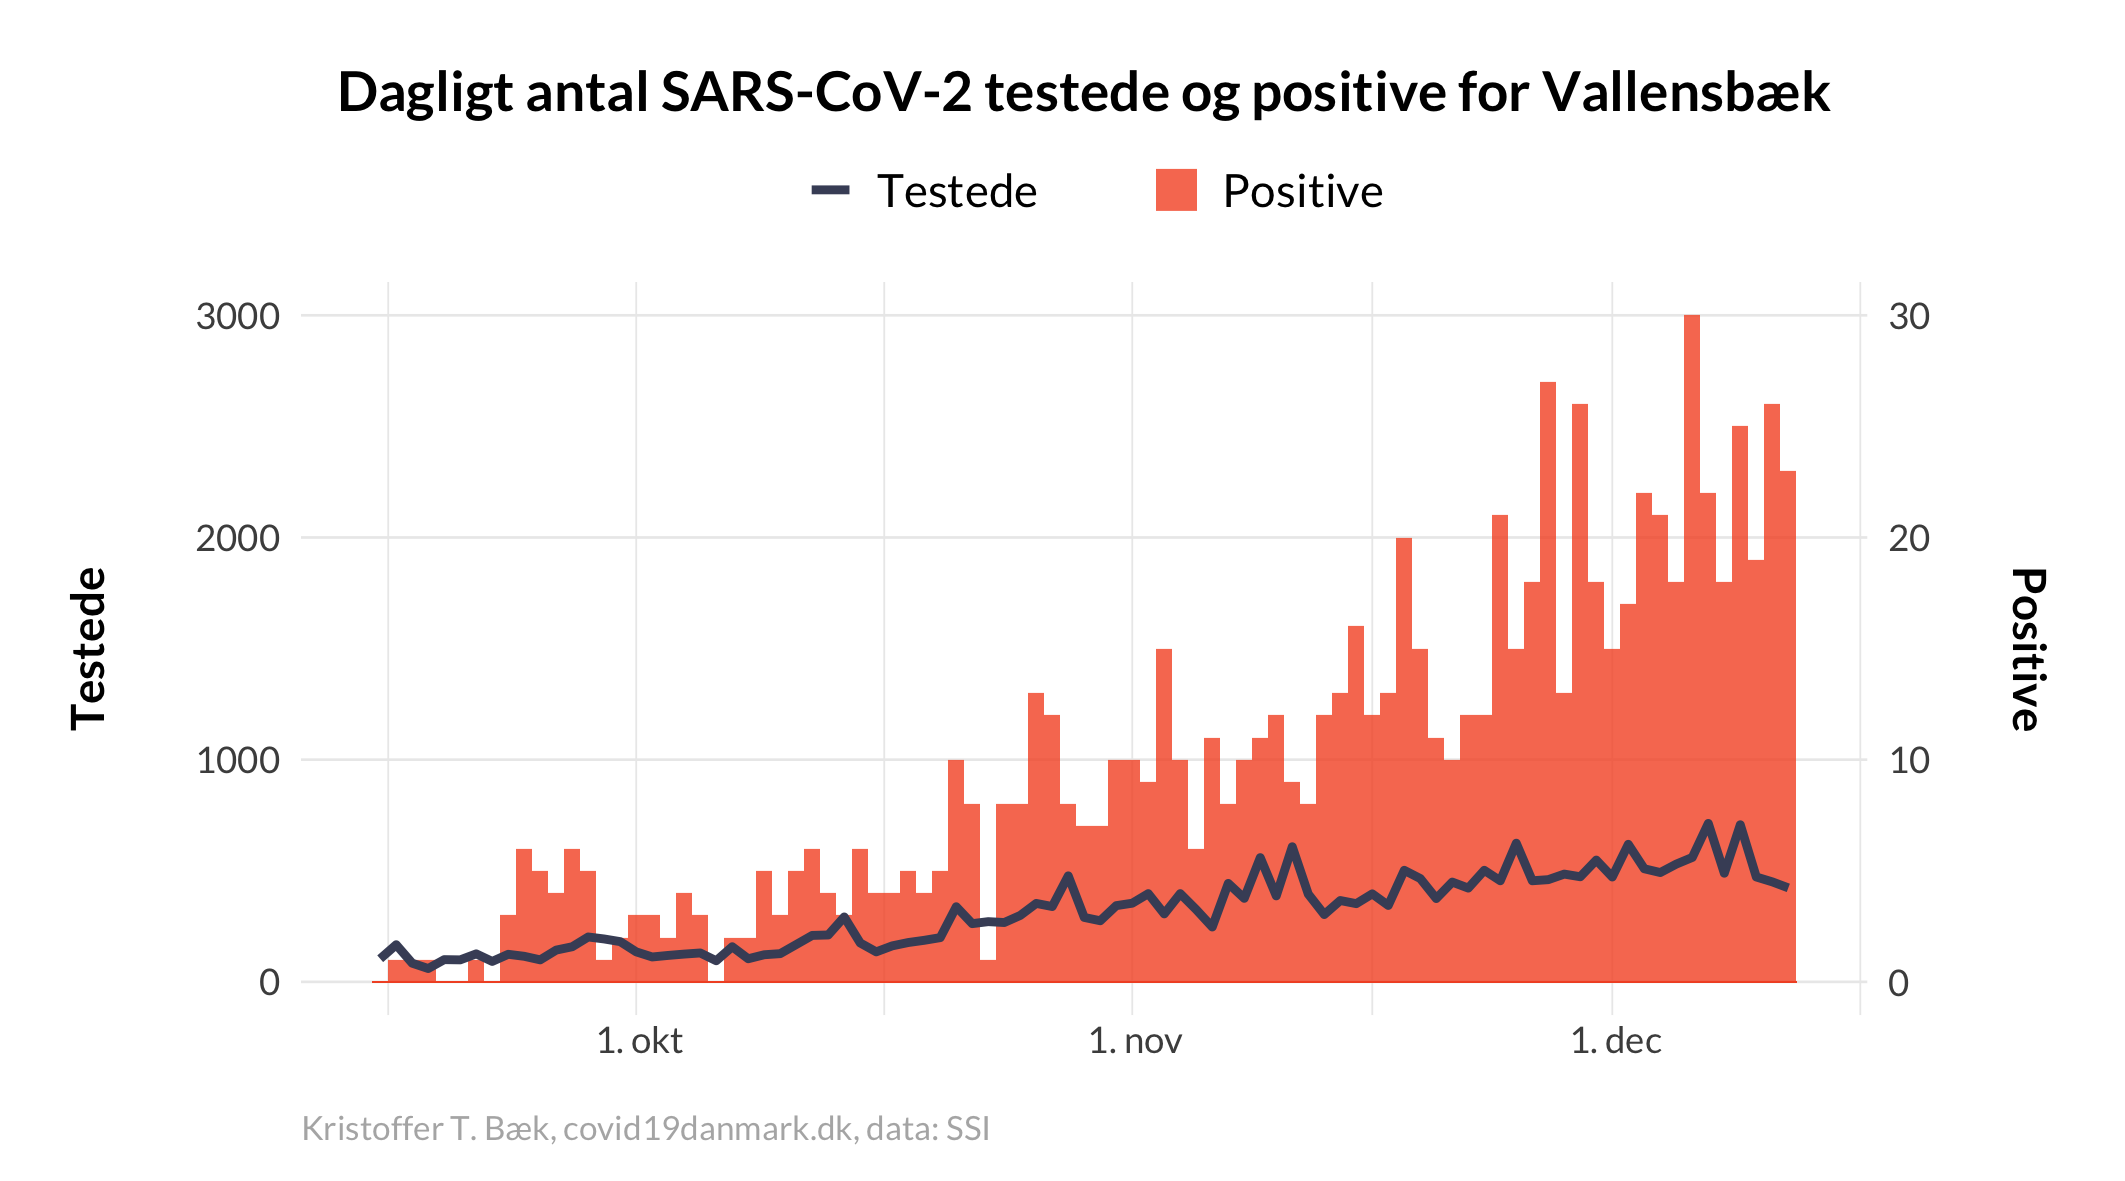 Dagligt antal SARS-CoV-2 testede og positive for Vallensbæk
Testede
Positive
3000
2000
1000
0
30
20
10
0
Testede
Positive
1. okt
1. nov
1. dec
Kristoffer T. Bæk, covid19danmark.dk, data: SSI